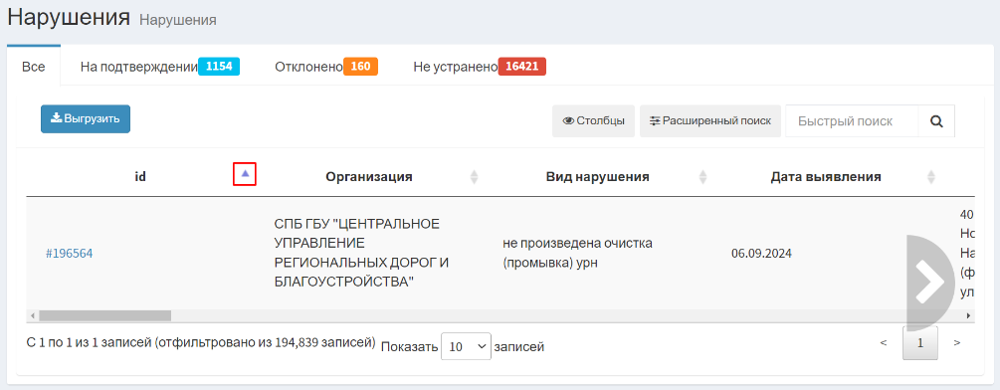 Нарушения Нарушения
Все На подтверждении 1154 Отклонено 160 Не устранено 16421
Выгрузить Столбцы Расширенный поиск Быстрый поиск
id Организация Вид нарушения Дата выявления
СПБ ГБУ "ЦЕНТРАЛЬНОЕ
УПРАВЛЕНИЕ
РЕГИОНАЛЬНЫХ ДОРОГ И
БЛАГОУСТРОЙСТВА"
#196564 не произведена очистка
(промывка) урн 06.09.2024
40
Но
На
(ф
ул
С 1 по 1 из 1 записей (отфильтровано из 194,839 записей) Показать 10 записей < 1 >